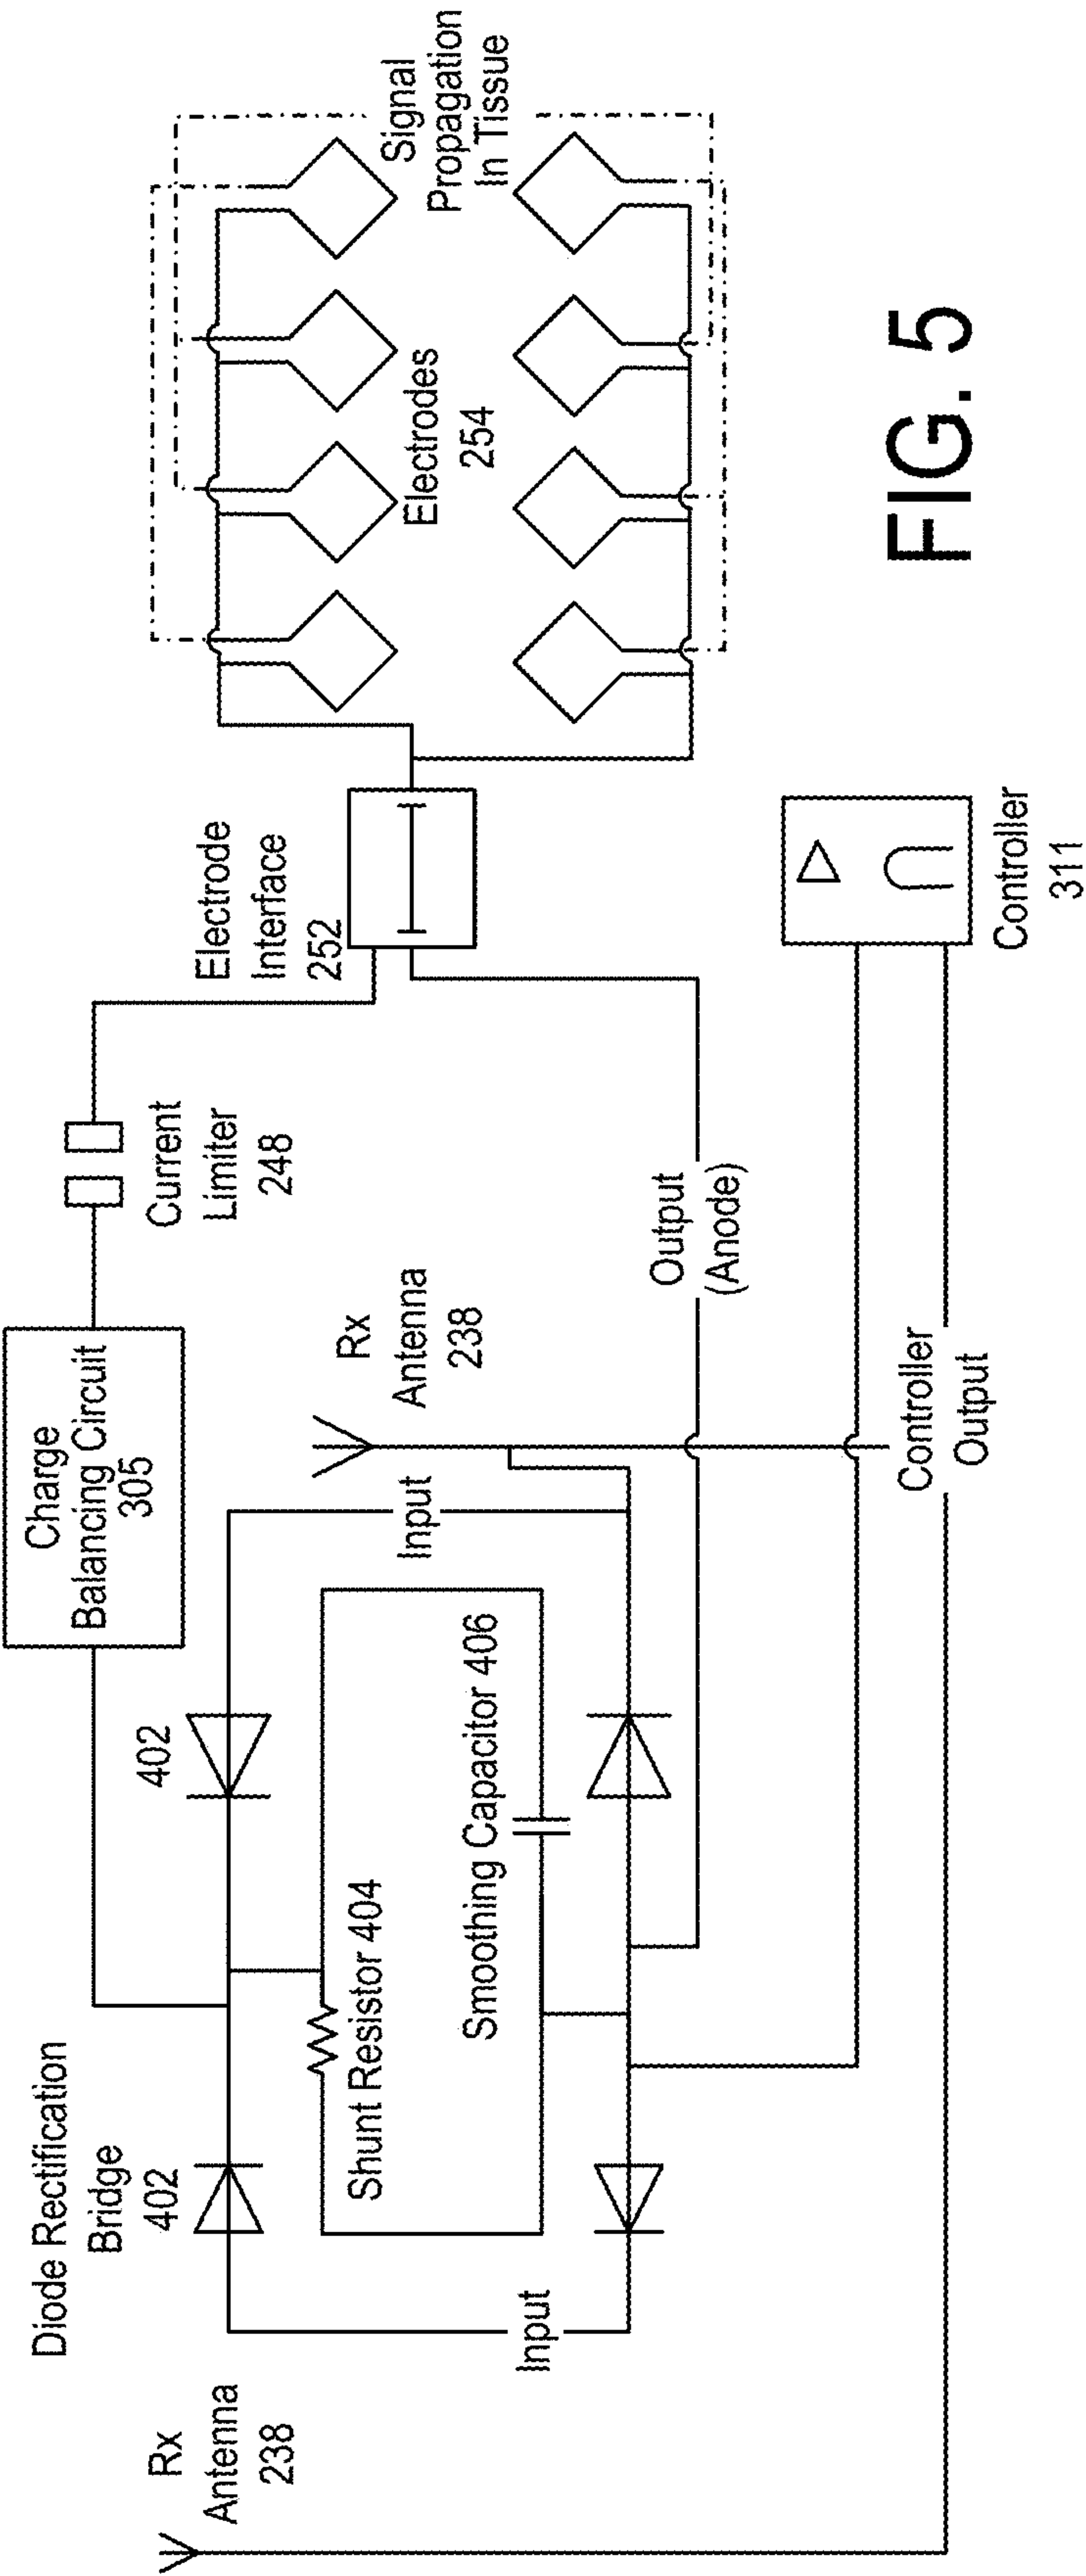 Rx
Antenna
238
Diode Rectification
Bridge
402
402
Input
Shunt Resistor 404
Smoothing Capacitor 406
Input
Charge
Balancing Circuit
305
Rx
Antenna
238
Current
Limiter
248
Output
(Anode)
Controller
Output
Electrode
Interface
252
Controller
311
Electrodes
254
Signal
Propagation
In Tissue
FIG. 5